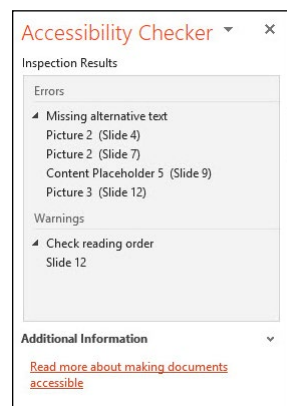 Accessibility Checker
Inspection Results
Errors
Missing alternative text
Picture 2 (Slide 4)
Picture 2 (Slide 7)
Content Placeholder 5 (Slide 9)
Picture 3 (Slide 12)
Warnings
Check reading order
Slide 12
Additional Information
Read more about making documents
accessible